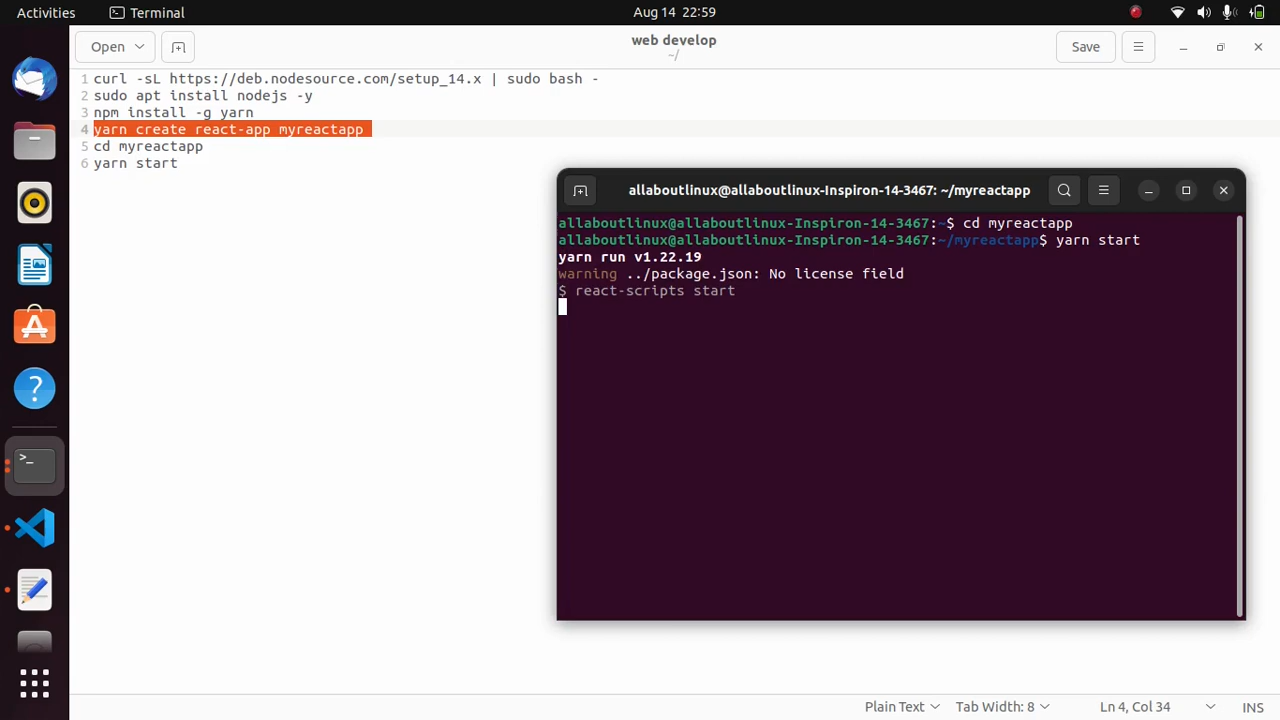 Activities
Terminal
Aug 14 22:59
Open
web develop
~/
Save
1 curl -sL https://deb.nodesource.com/setup_14.x | sudo bash -
2 sudo apt install nodejs -y
3 npm install -g yarn
4 yarn create react-app myreactapp
5 cd myreactapp
6 yarn start
allaboutlinux@allaboutlinux-Inspiron-14-3467: ~/myreactapp
allaboutlinux@allaboutlinux-Inspiron-14-3467:~$ cd myreactapp
allaboutlinux@allaboutlinux-Inspiron-14-3467:~/myreactapp$ yarn start
yarn run v1.22.19
warning ../package.json: No license field
$ react-scripts start
Plain Text
Tab Width: 8
Ln 4, Col 34
INS